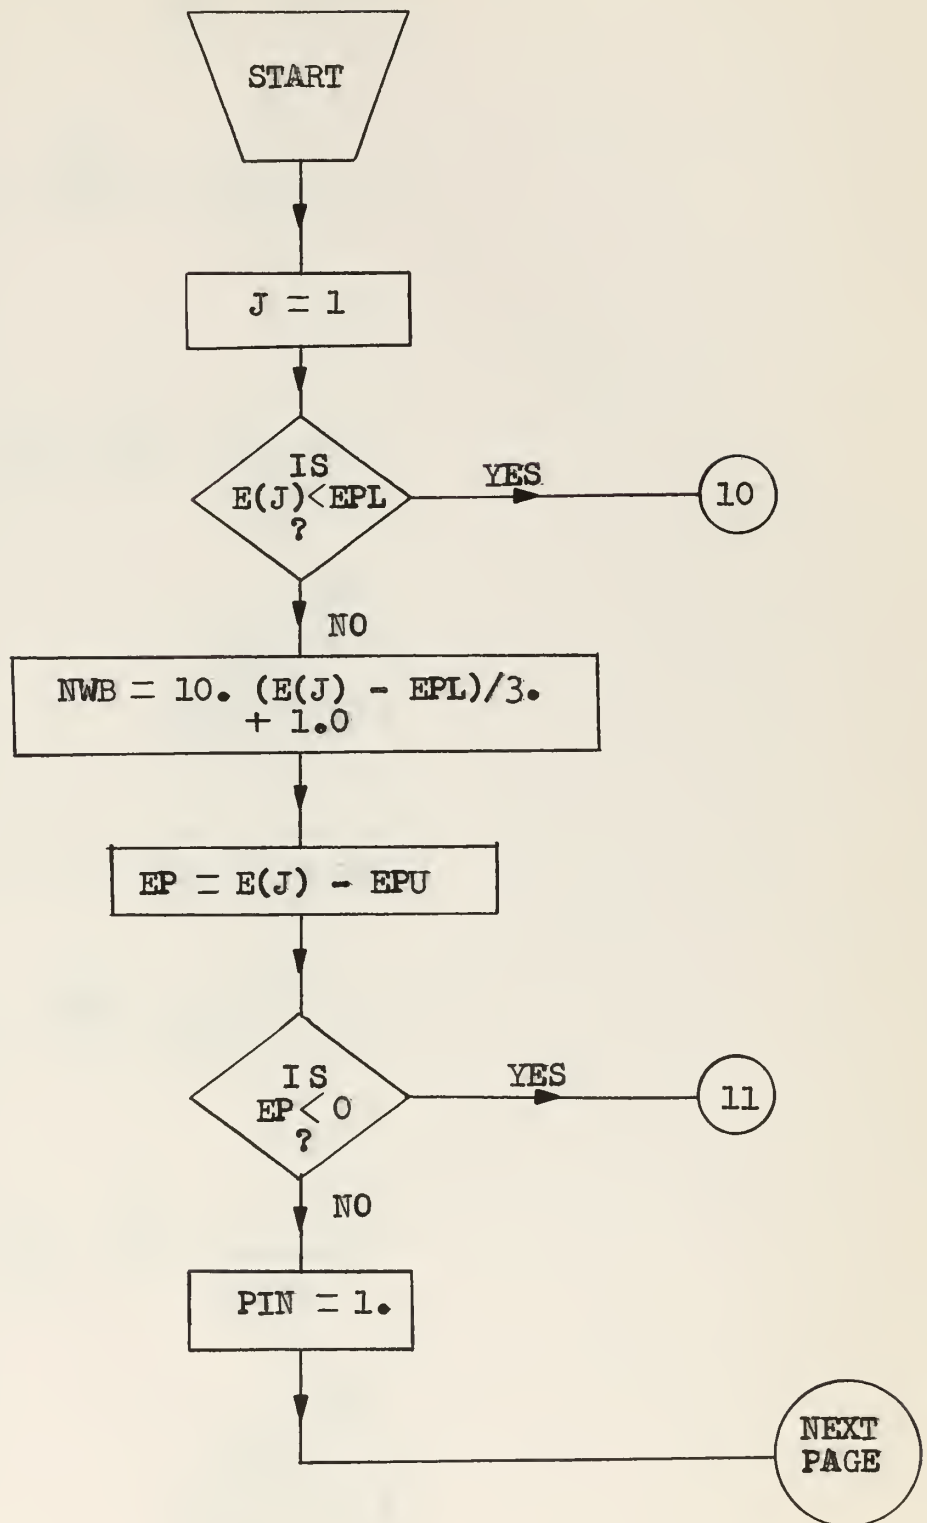 START
J = 1
IS
E(J)<EPL
?
YES
10
NO
NWB = 10. (E(J) - EPL)/3.
+ 1.0
EP = E(J) - EPU
IS
EP < 0
?
YES
11
NO
PIN = 1.
NEXT
PAGE